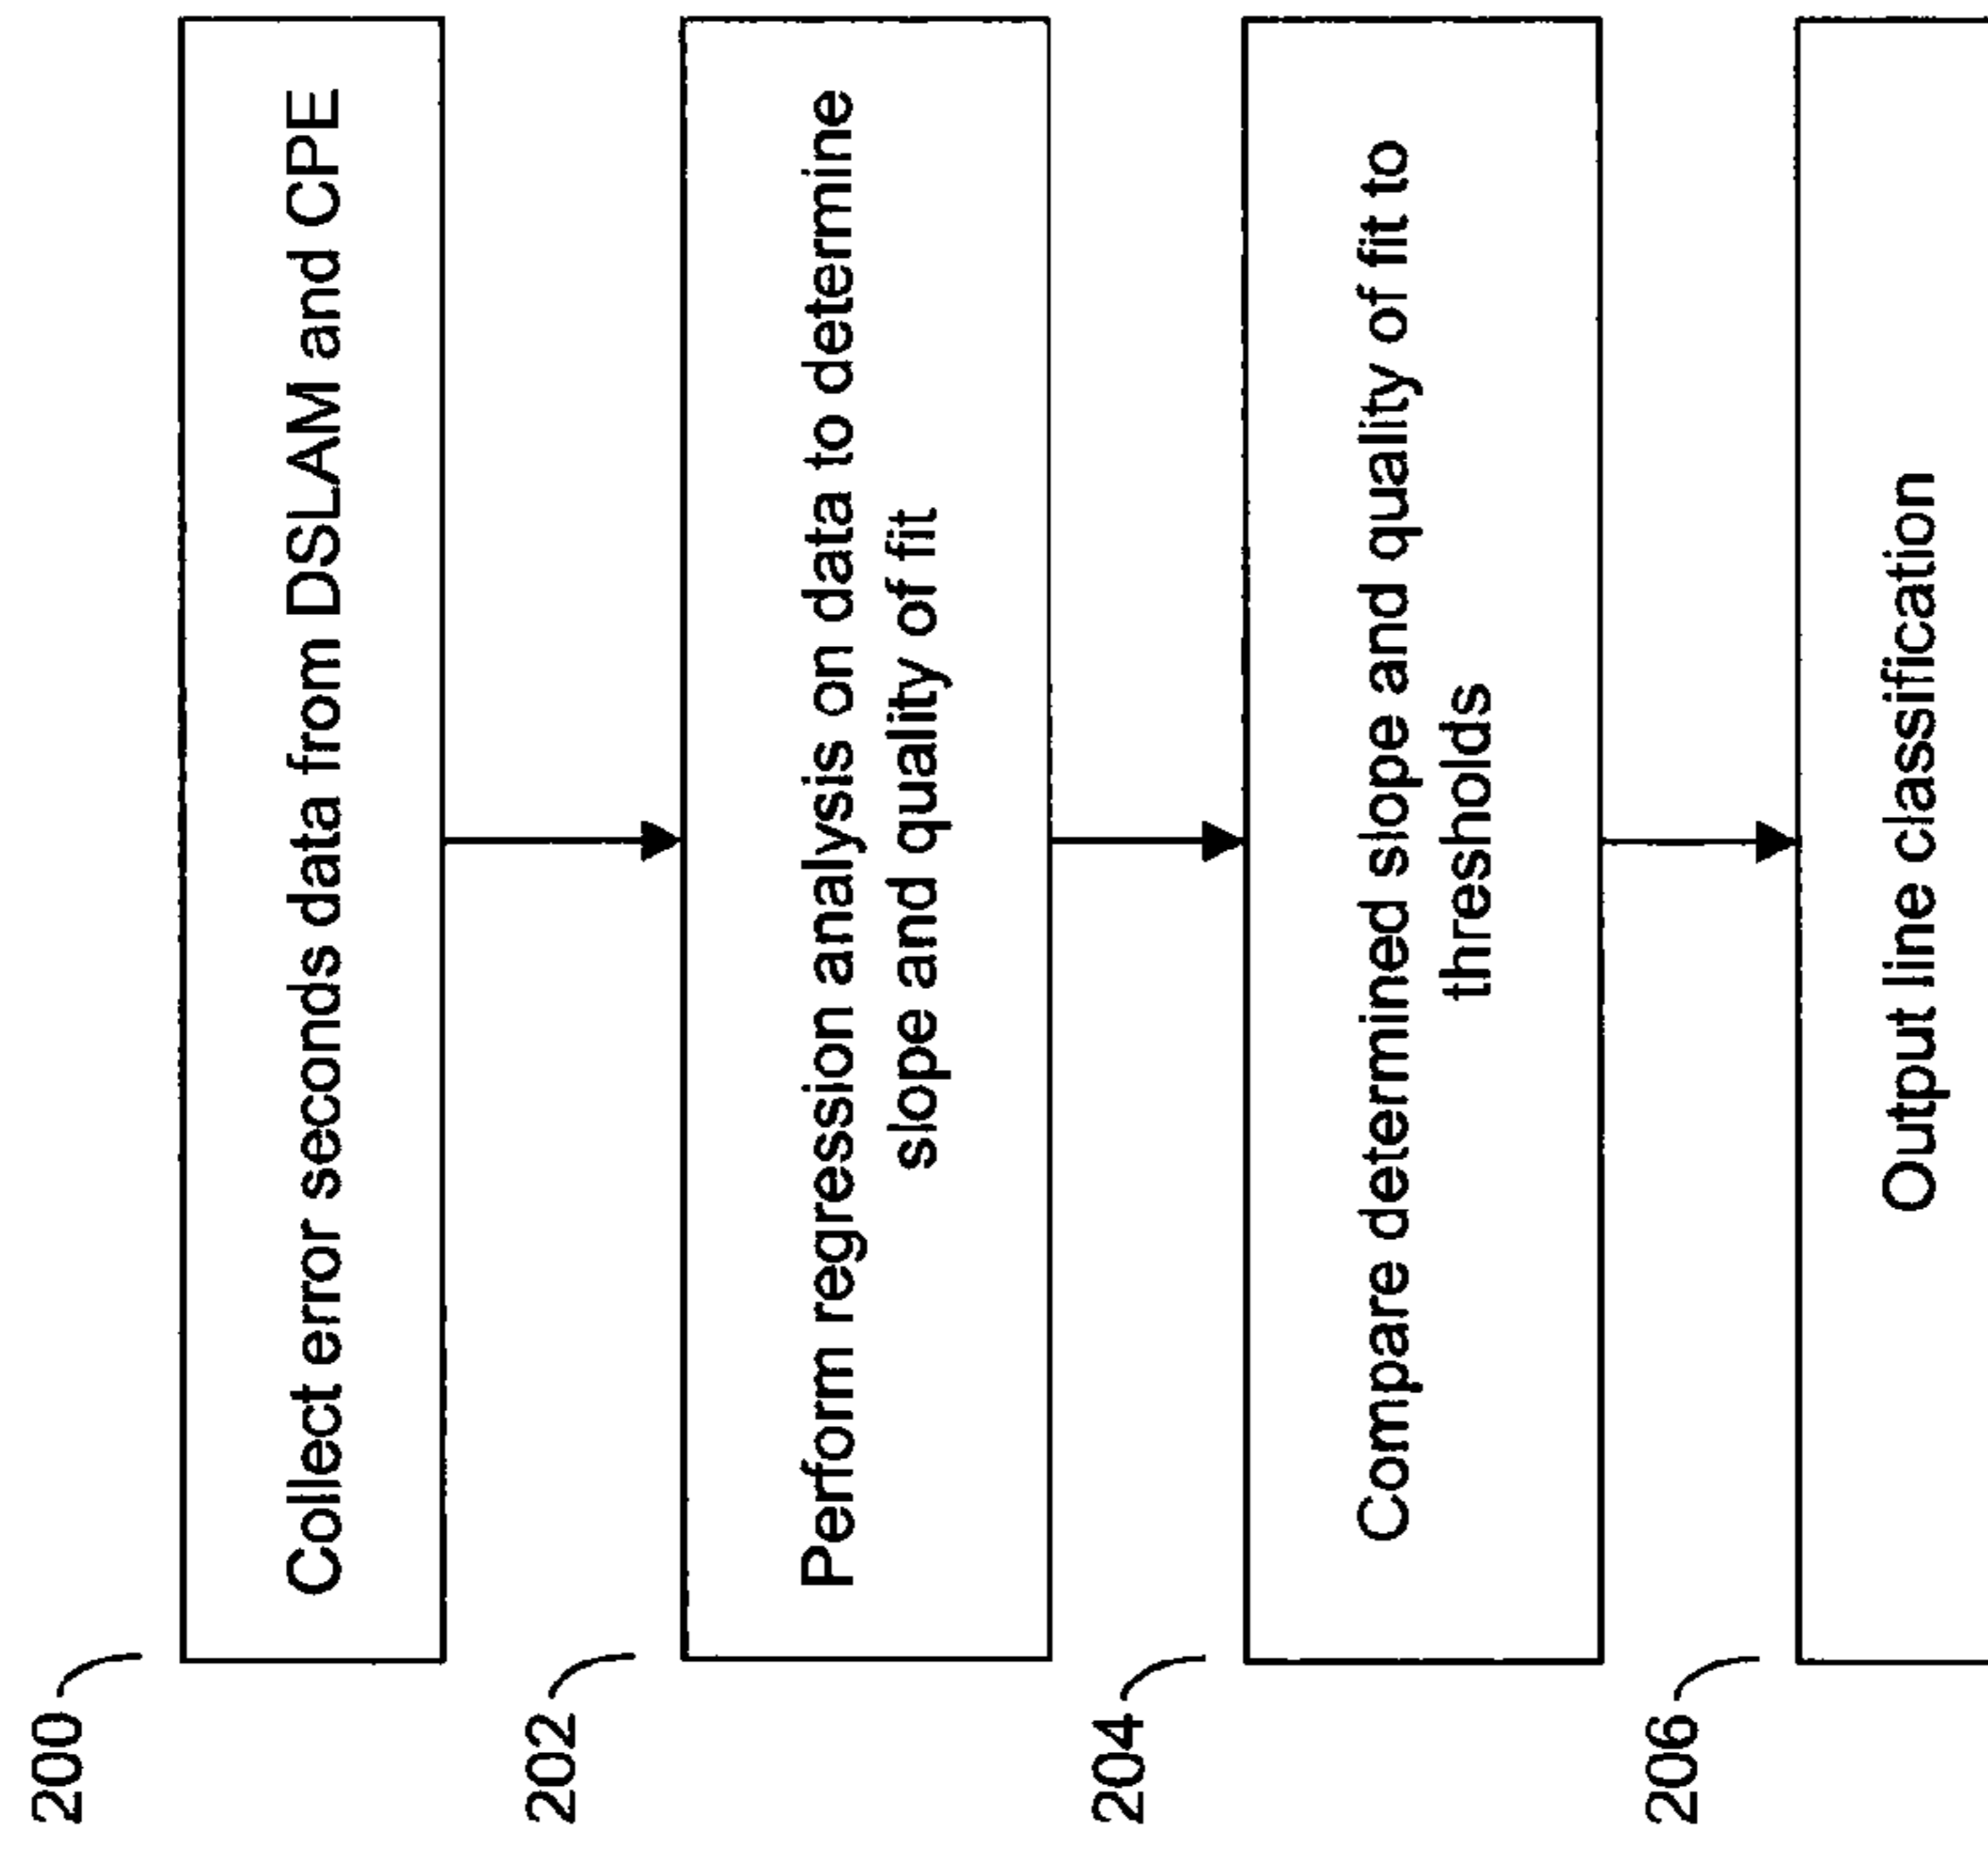 200
Collect error seconds data from DSLAM and CPE
202
Perform regression analysis on data to determine
slope and quality of fit
204
Compare determined slope and quality of fit to
thresholds
206
Output line classification